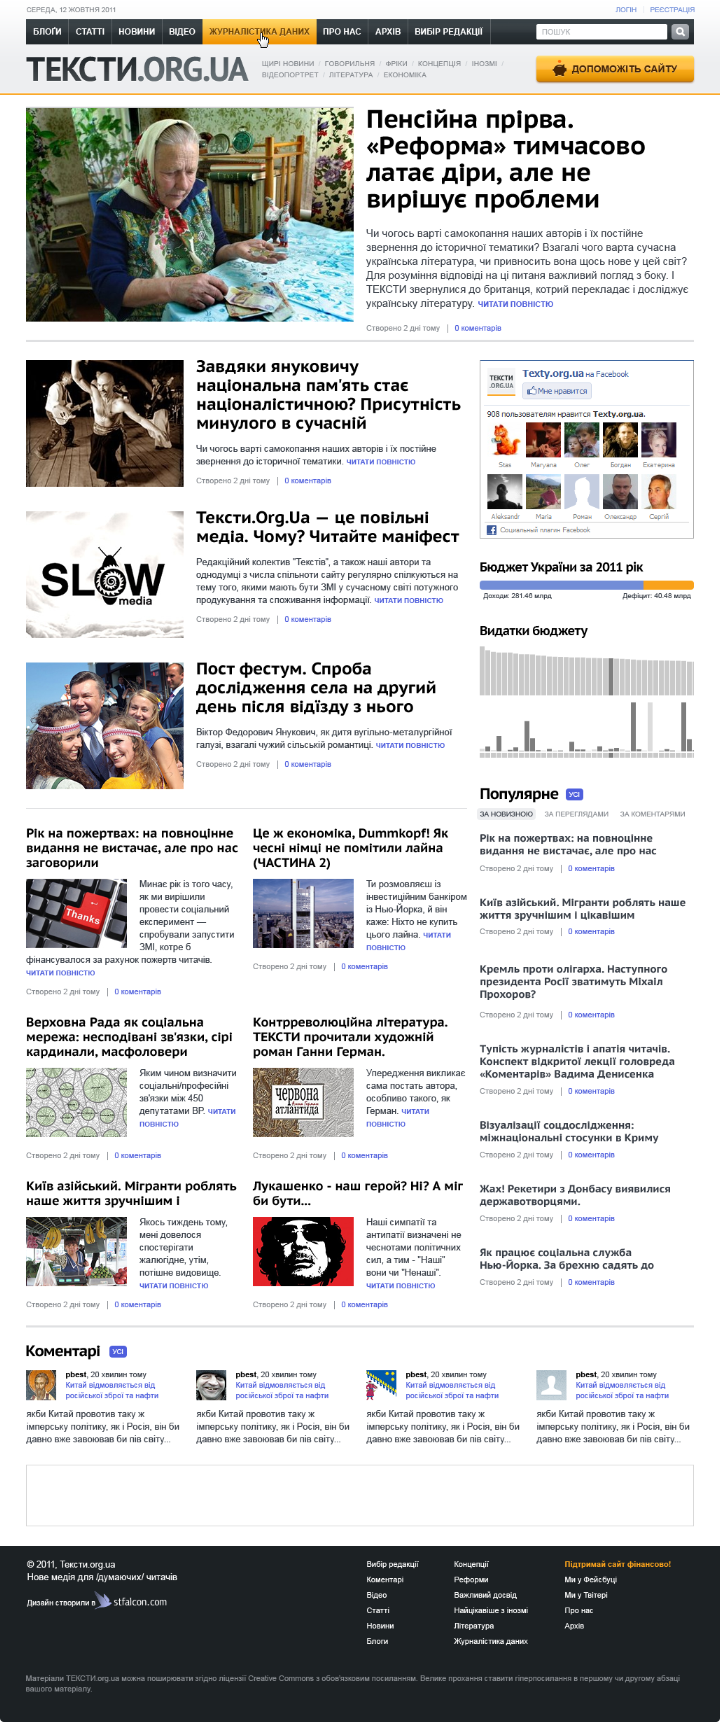 СЕРЕДА, 12 ЖОВТНЯ 2011
ЛОГІН | РЕЄСТРАЦІЯ
БЛОҐИ СТАТТІ НОВИНИ ВІДЕО ЖУРНАЛІСТИКА ДАНИХ ПРО НАС АРХІВ ВИБІР РЕДАКЦІЇ ПОШУК
ТЕКСТИ.ORG.UA
ЩИРІ НОВИНИ / ГОВОРИЛЬНЯ / ФРІКИ / КОНЦЕПЦІЯ / ІНОЗМІ /
ВІДЕОПОРТРЕТ / ЛІТЕРАТУРА / ЕКОНОМІКА
ДОПОМОЖІТЬ САЙТУ
Пенсійна прірва.
«Реформа» тимчасово
латає діри, але не
вирішує проблеми
Чи чогось варті самокопання наших авторів і їх постійне
звернення до історичної тематики? Взагалі чого варта сучасна
українська література, чи привносить вона щось нове у цей світ?
Для розуміння відповіді на ці питаня важливий погляд з боку. І
ТЕКСТИ звернулися до британця, котрий перекладає і досліджує
українську літературу. ЧИТАТИ ПОВНІСТЮ
Створено 2 дні тому | 0 коментарів
Завдяки януковичу
національна пам'ять стає
націоналістичною? Присутність
минулого в сучасній
Чи чогось варті самокопання наших авторів і їх постійне
звернення до історичної тематики. ЧИТАТИ ПОВНІСТЮ
Створено 2 дні тому | 0 коментарів
SLOW
media
Тексти.Org.Ua — це повільні
медіа. Чому? Читайте маніфест
Редакційний колектив "Текстів", а також наші автори та
однодумці з числа спільноти сайту регулярно спілкуються на
тему того, якими мають бути ЗМІ у сучасному світі потужного
продукування та споживання інформації. ЧИТАТИ ПОВНІСТЮ
Створено 2 дні тому | 0 коментарів
Пост фестум. Спроба
дослідження села на другий
день після відїзду з нього
Віктор Федорович Янукович, як дитя вугільно-металургійної
галузі, взагалі чужий сільській романтиці. ЧИТАТИ ПОВНІСТЮ
Створено 2 дні тому | 0 коментарів
ТЕКСТИ
.ORG.UA
Texty.org.ua на Facebook
Мне нравится
908 пользователям нравится Texty.org.ua.
Stas Maryana Олег Богдан Екатерина
Aleksandr Maria Роман Олександр Сергій
Социальный плагин Facebook
Бюджет України за 2011 рік
Доходи: 281.46 млрд Дефіцит: 40.48 млрд
Видатки бюджету
Популярне УСІ
ЗА НОВИЗНОЮ ЗА ПЕРЕГЛЯДАМИ ЗА КОМЕНТАРЯМИ
Рік на пожертвах: на повноцінне
видання не вистачає, але про нас
Створено 2 дні тому | 0 коментарів
Київ азійський. Мігранти роблять наше
життя зручнішим і цікавішим
Створено 2 дні тому | 0 коментарів
Кремль проти олігарха. Наступного
президента Росії зватимуть Міхаіл
Прохоров?
Створено 2 дні тому | 0 коментарів
Тупість журналістів і апатія читачів.
Конспект відкритої лекції головреда
«Коментарів» Вадима Денисенка
Створено 2 дні тому | 0 коментарів
Візуалізації соцдослідження:
міжнаціональні стосунки в Криму
Створено 2 дні тому | 0 коментарів
Жах! Рекетири з Донбасу виявилися
державотворцями.
Створено 2 дні тому | 0 коментарів
Як працює соціальна служба
Нью-Йорка. За брехню садять до
Створено 2 дні тому | 0 коментарів
Рік на пожертвах: на повноцінне
видання не вистачає, але про нас
заговорили
Thanks
Минає рік із того часу,
як ми вирішили
провести соціальний
експеримент —
спробували запустити
ЗМІ, котре б
фінансувалося за рахунок пожертв читачів.
ЧИТАТИ ПОВНІСТЮ
Створено 2 дні тому | 0 коментарів
Це ж економіка, Dummkopf! Як
чесні німці не помітили лайна
(ЧАСТИНА 2)
Ти розмовляєш із
інвестиційним банкіром
із Нью-Йорка, й він
каже: Ніхто не купить
цього лайна. ЧИТАТИ
ПОВНІСТЮ
Створено 2 дні тому | 0 коментарів
Верховна Рада як соціальна
мережа: несподівані зв'язки, сірі
кардинали, масфоловери
Яким чином визначити
соціальні/професійні
зв'язки між 450
депутатами ВР. ЧИТАТИ
ПОВНІСТЮ
Створено 2 дні тому | 0 коментарів
Контрреволюційна література.
ТЕКСТИ прочитали художній
роман Ганни Герман.
ЧЕРВОНА
АТЛАНТИДА
Упередження викликає
сама постать автора,
особливо такого, як
Герман. ЧИТАТИ
ПОВНІСТЮ
Створено 2 дні тому | 0 коментарів
Київ азійський. Мігранти роблять
наше життя зручнішим і
Якось тиждень тому,
мені довелося
спостерігати
жалюгідне, утім,
потішне видовище.
ЧИТАТИ ПОВНІСТЮ
Створено 2 дні тому | 0 коментарів
Лукашенко - наш герой? Ні? А міг
би бути...
Наші симпатії та
антипатії визначені не
чеснотами політичних
сил, а тим - "Наші"
вони чи "Ненаші".
ЧИТАТИ ПОВНІСТЮ
Створено 2 дні тому | 0 коментарів
Коментарі УСІ
pbest, 20 хвилин тому
Китай відмовляється від
російської зброї та нафти
якби Китай провотив таку ж
імперську політику, як і Росія, він би
давно вже завоював би пів світу...
pbest, 20 хвилин тому
Китай відмовляється від
російської зброї та нафти
якби Китай провотив таку ж
імперську політику, як і Росія, він би
давно вже завоював би пів світу...
pbest, 20 хвилин тому
Китай відмовляється від
російської зброї та нафти
якби Китай провотив таку ж
імперську політику, як і Росія, він би
давно вже завоював би пів світу...
pbest, 20 хвилин тому
Китай відмовляється від
російської зброї та нафти
якби Китай провотив таку ж
імперську політику, як і Росія, він би
давно вже завоював би пів світу...
© 2011, Тексти.org.ua
Нове медія для /думаючих/ читачів
Дизайн створили в stfalcon.com
Вибір редакції
Коментарі
Відео
Статті
Новини
Блоги
Концепції
Реформи
Важливий досвід
Найцікавіше з інозмі
Література
Журналістика даних
Підтримай сайт фінансово!
Ми у Фейсбуці
Ми у Твітері
Про нас
Архів
Матеріали ТЕКСТИ.org.ua можна поширювати згідно ліцензії Creative Commons з обов'язковим посиланням. Велике прохання ставити гіперпосилання в першому чи другому абзаці
вашого матеріалу.